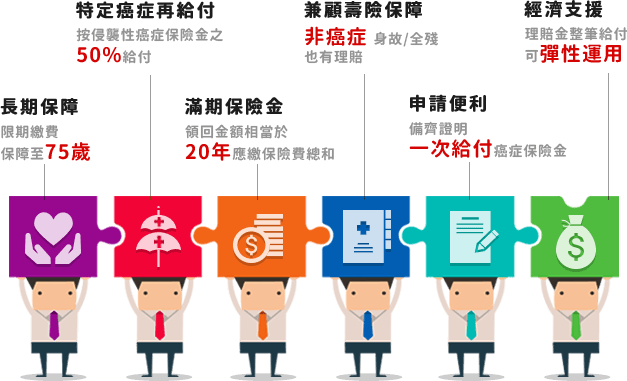 特定癌症再給付
按侵襲性癌症保險金之
50%給付
兼顧壽險保障
非癌症 身故/全殘
也有理賠
經濟支援
理賠金整筆給付
可彈性運用
長期保障
限期繳費
保障至75歲
滿期保險金
領回金額相當於
20年應繳保險費總和
申請便利
備齊證明
一次給付癌症保險金